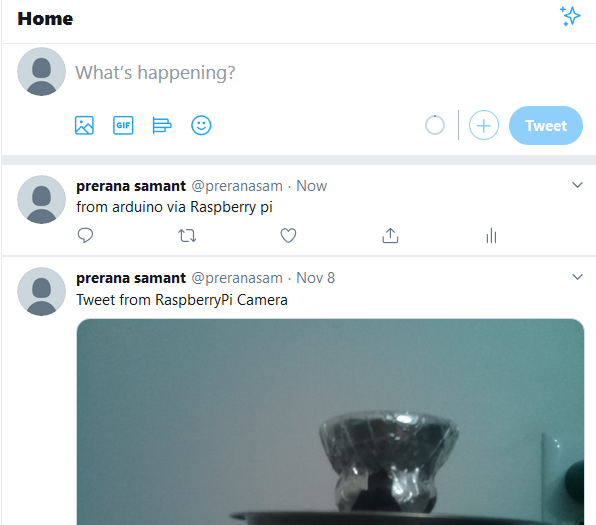 Home
What's happening?
GIF
Tweet
prerana samant @preranasam · Now
from arduino via Raspberry pi
prerana samant @preranasam · Nov 8
Tweet from RaspberryPi Camera